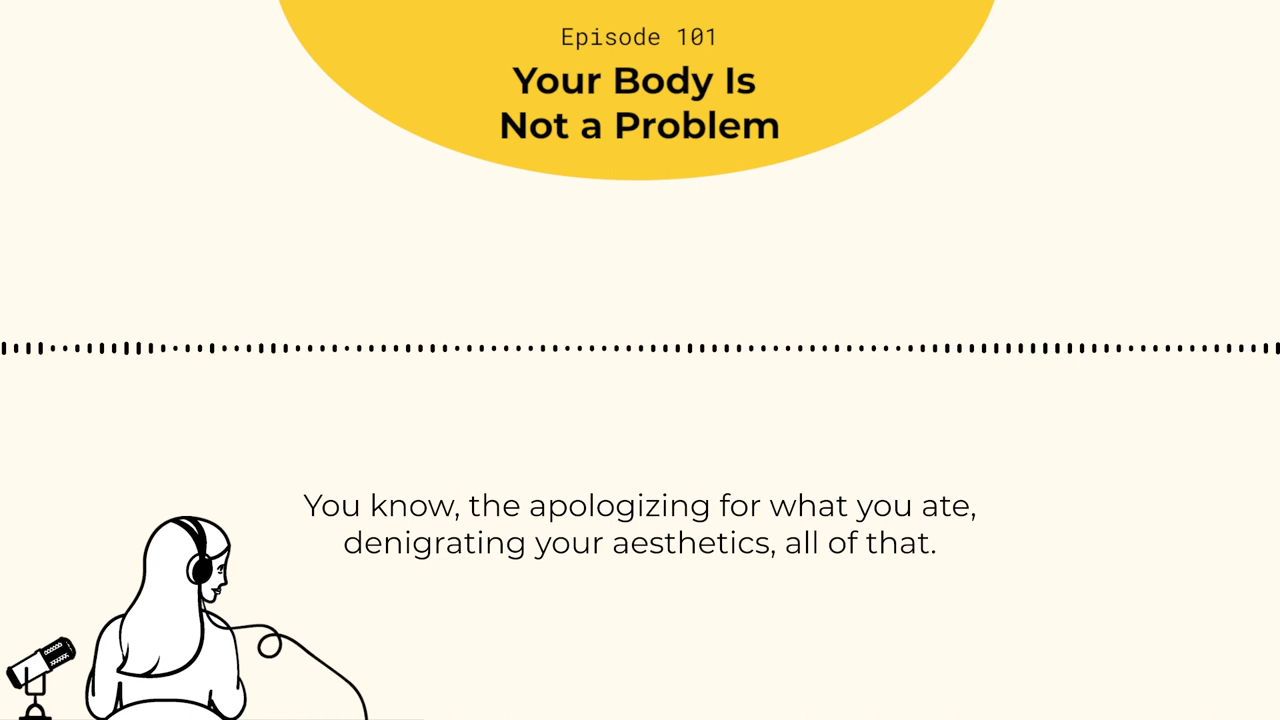 Episode 101
Your Body Is
Not a Problem
You know, the apologizing for what you ate,
denigrating your aesthetics, all of that.